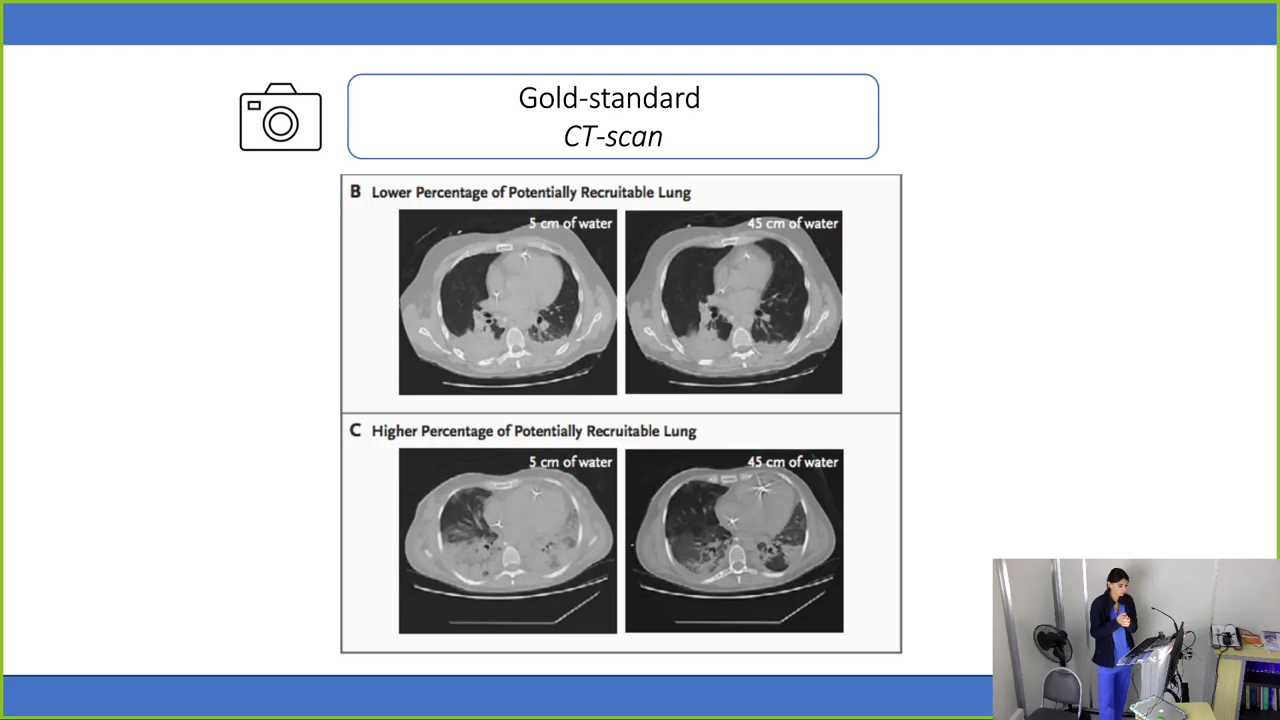 Gold-standard
CT-scan
B Lower Percentage of Potentially Recruitable Lung
5 cm of water
45 cm of water
C Higher Percentage of Potentially Recruitable Lung
5 cm of water
45 cm of water